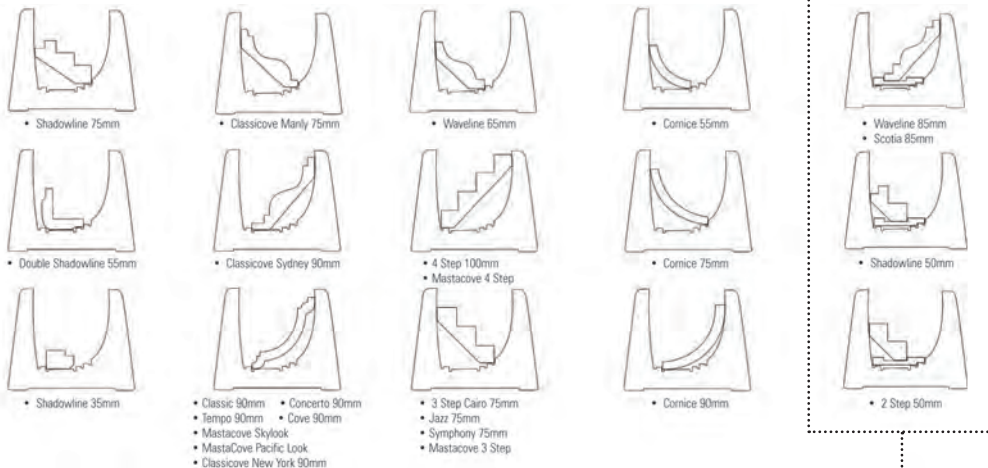 • Shadowline 75mm
• Classicove Manly 75mm
• Waveline 65mm
• Cornice 55mm
• Waveline 85mm
• Scotia 85mm
• Double Shadowline 55mm
• Classicove Sydney 90mm
• 4 Step 100mm
• Mastacove 4 Step
• Cornice 75mm
• Shadowline 50mm
• Shadowline 35mm
• Classic 90mm • Concerto 90mm
• Tempo 90mm • Cove 90mm
• Mastacove Skylook
• MastaCove Pacific Look
• Classicove New York 90mm
• 3 Step Cairo 75mm
• Jazz 75mm
• Symphony 75mm
• Mastacove 3 Step
• Cornice 90mm
• 2 Step 50mm